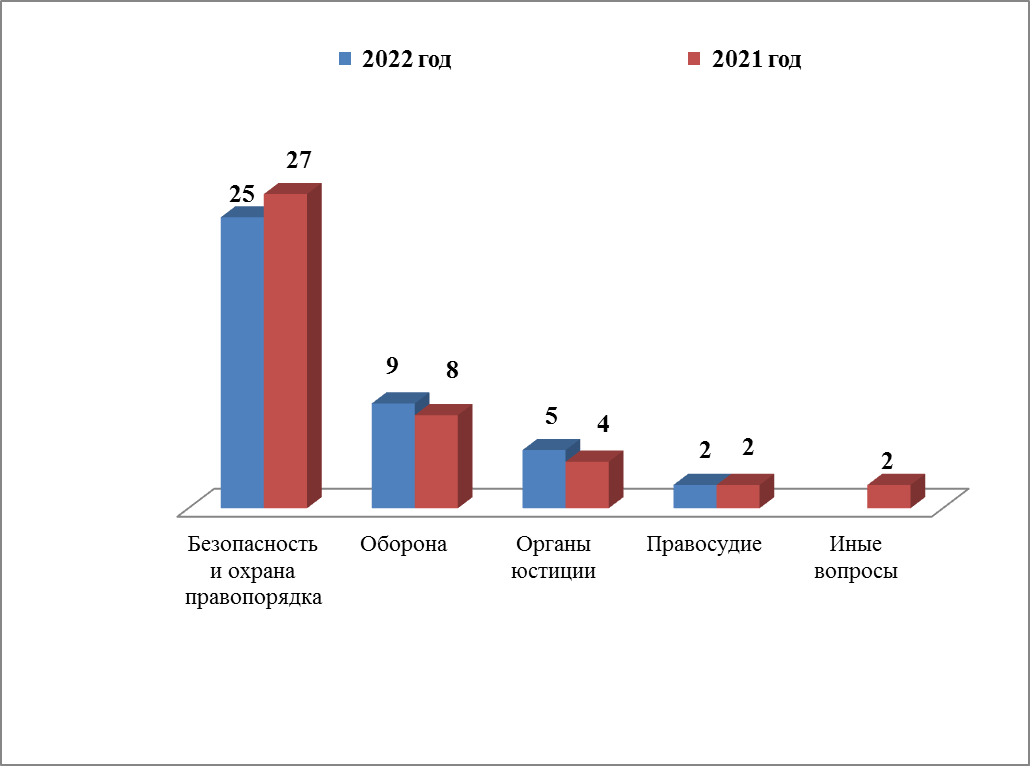 2022 год
2021 год
25
27
9
8
5
4
2
2
2
Безопасность
и охрана
правопорядка
Оборона
Органы
юстиции
Правосудие
Иные
вопросы